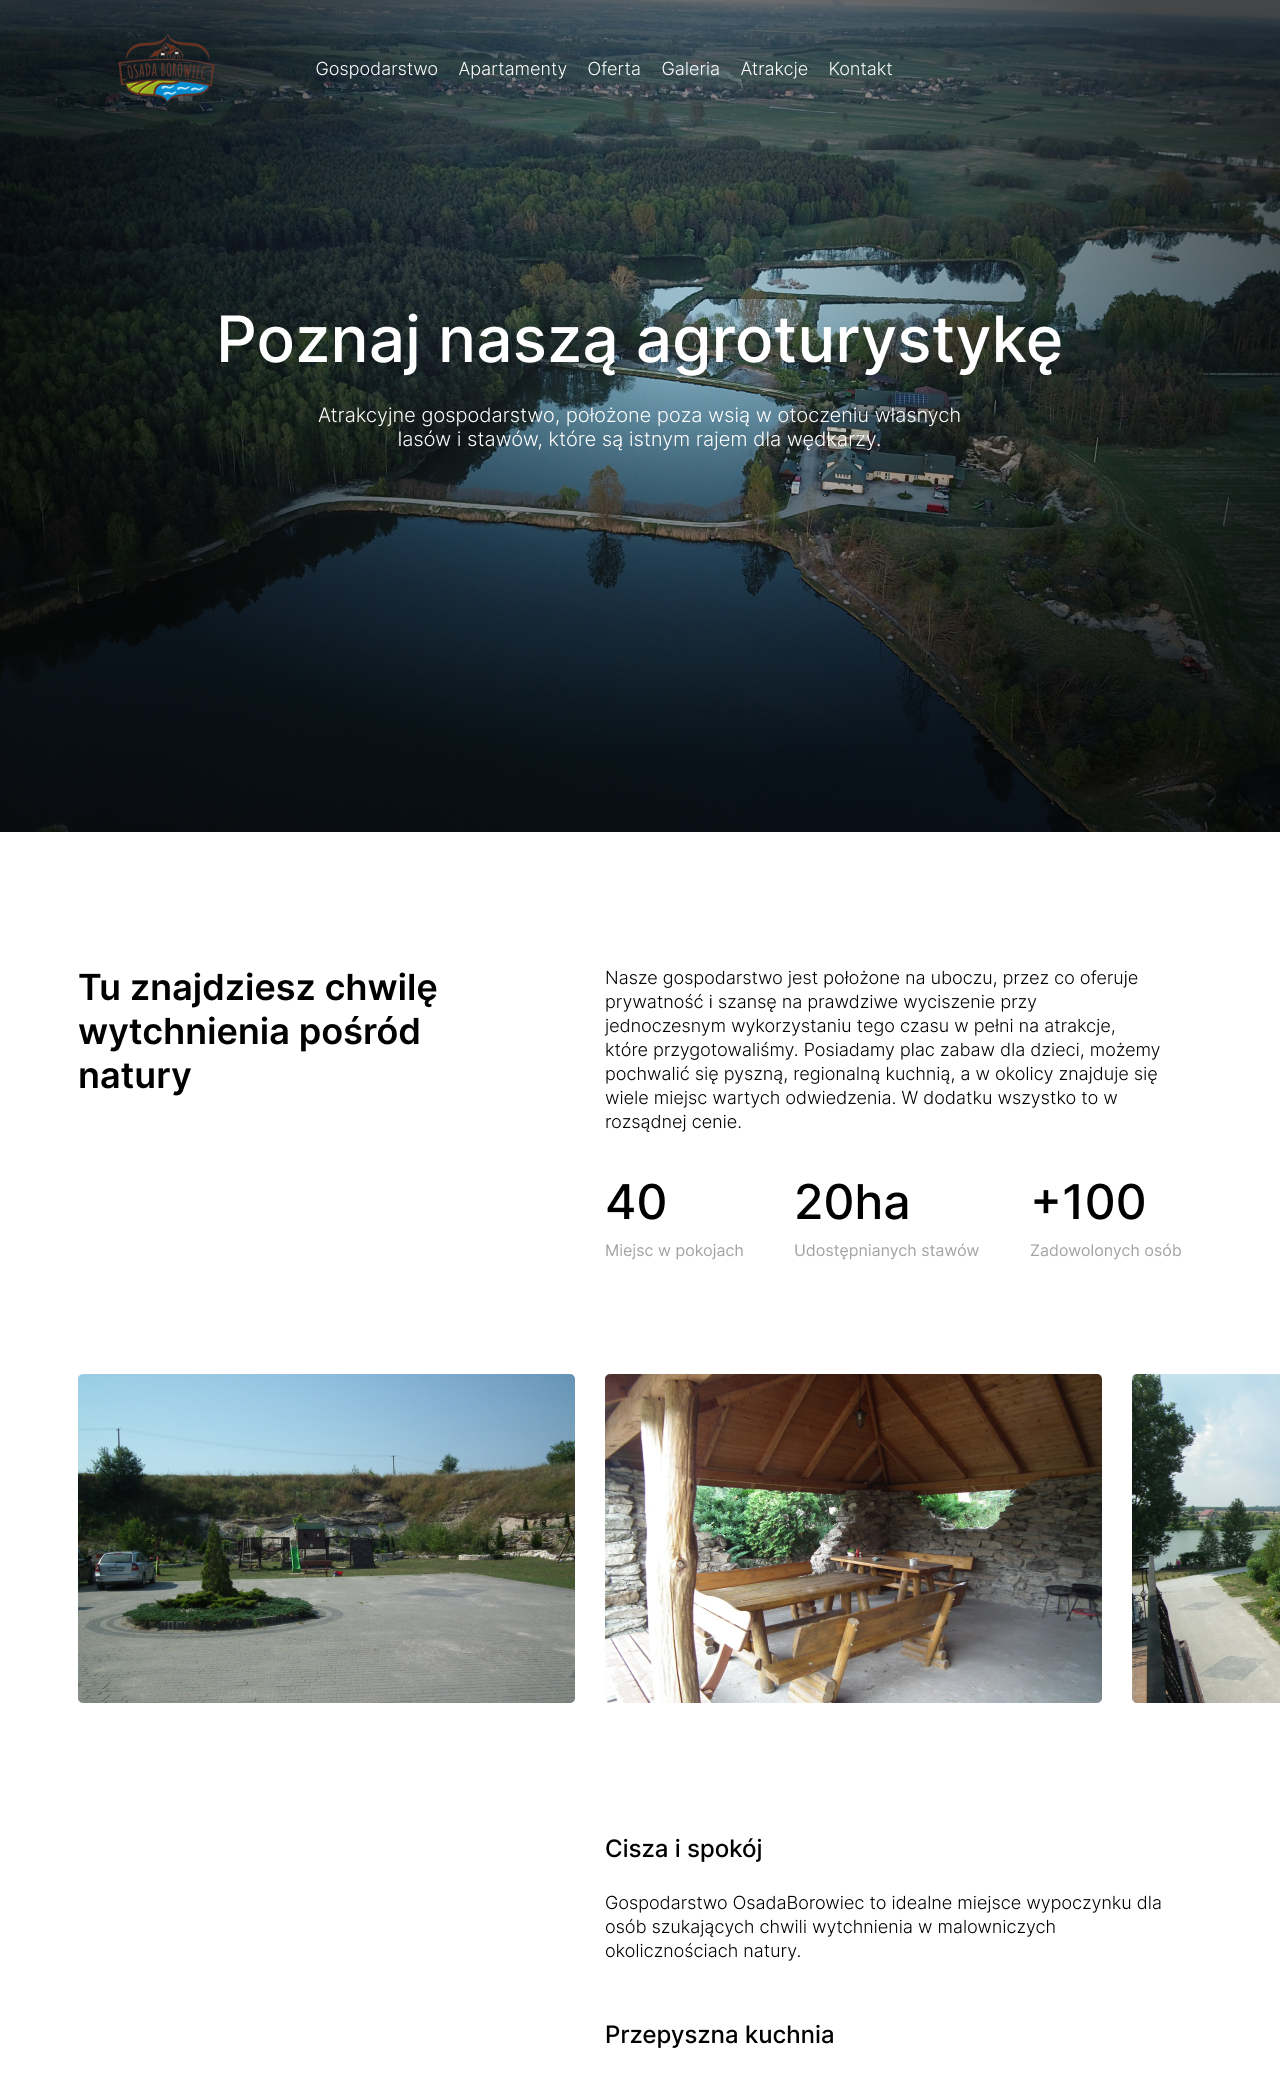 OSADA BOROWIEC
Gospodarstwo Apartamenty Oferta Galeria Atrakcje Kontakt
Poznaj naszą agroturystykę
Atrakcyjne gospodarstwo, położone poza wsią w otoczeniu własnych
lasów i stawów, które są istnym rajem dla wędkarzy.
Tu znajdziesz chwilę
wytchnienia pośród
natury
Nasze gospodarstwo jest położone na uboczu, przez co oferuje
prywatność i szansę na prawdziwe wyciszenie przy
jednoczesnym wykorzystaniu tego czasu w pełni na atrakcje,
które przygotowaliśmy. Posiadamy plac zabaw dla dzieci, możemy
pochwalić się pyszną, regionalną kuchnią, a w okolicy znajduje się
wiele miejsc wartych odwiedzenia. W dodatku wszystko to w
rozsądnej cenie.
40 20ha +100
Miejsc w pokojach Udostępnianych stawów Zadowolonych osób
Cisza i spokój
Gospodarstwo OsadaBorowiec to idealne miejsce wypoczynku dla
osób szukających chwili wytchnienia w malowniczych
okolicznościach natury.
Przepyszna kuchnia